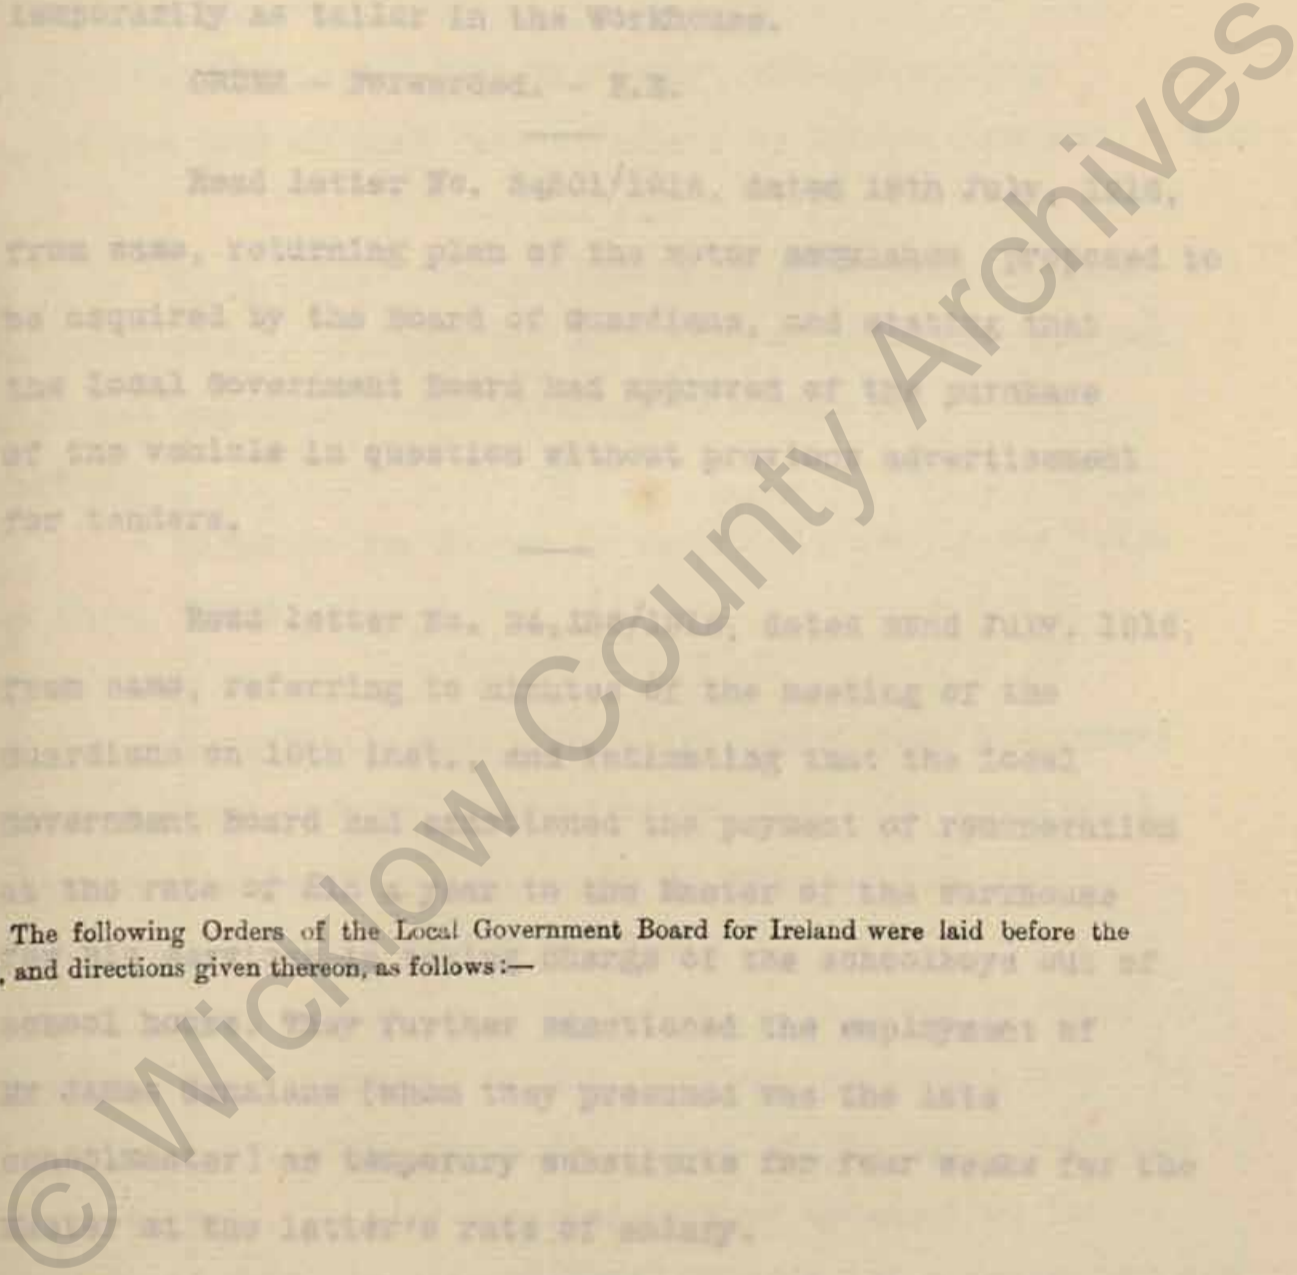 temporarily as tailor in the Workhouse.
ORDER - Forwarded. -
Read letter No. dated 19th July, 1916,
from same, returning plan of the motor ambulance proposed to
be acquired by the Board of Guardians, and stating that
the Local Government Board had approved of the purchase
of the vehicle in question without previous advertisement
for tenders.
Read letter No. dated 22nd July, 1916,
from same, referring to minutes of the meeting of the
Guardians on 10th inst., and intimating that the Local
Government Board had sanctioned the payment of remuneration
at the rate of a year to the Master of the Workhouse
The following Orders of the Local Government Board for Ireland were laid before the
charge of the schoolboys out of
, and directions given thereon, as follows:—
school hours. They further sanctioned the employment of
Mr James (whom they presumed was the late
schoolmaster) as temporary substitute for four weeks for the
Master at the latter's rate of salary.
© Wicklow County Archives